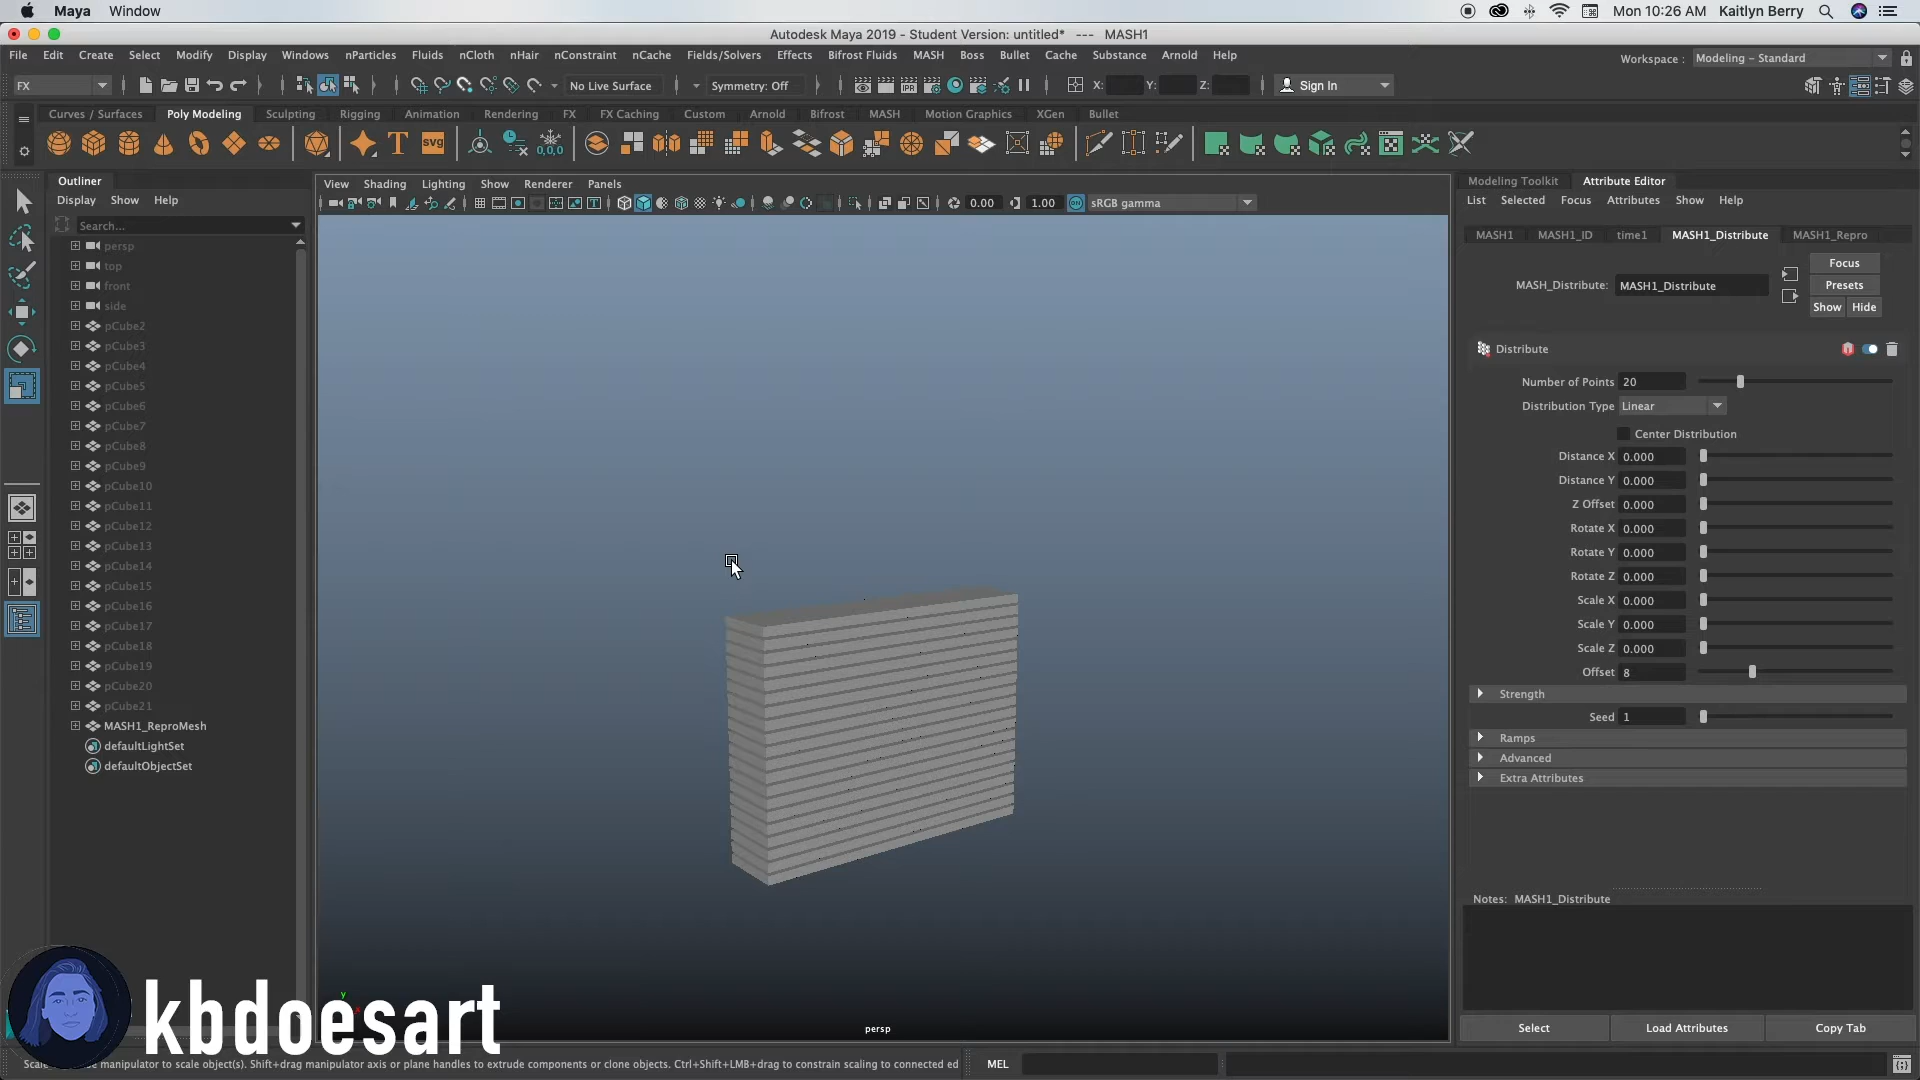 Maya Window Mon 10:26 AM Kaitlyn Berry
Autodesk Maya 2019 - Student Version: untitled* --- MASH1
File Edit Create Select Modify Display Windows nParticles Fluids nCloth nHair nConstraint nCache Fields/Solvers Effects Bifrost Fluids MASH Boss Bullet Cache Substance Arnold Help
Workspace : Modeling - Standard
FX No Live Surface Symmetry: Off X: Y: Z: Sign In
Curves / Surfaces Poly Modeling Sculpting Rigging Animation Rendering FX FX Caching Custom Arnold Bifrost MASH Motion Graphics XGen Bullet
T SVG 0,0,0
Outliner
Display Show Help
Search...
persp
top
front
side
pCube2
pCube3
pCube4
pCube5
pCube6
pCube7
pCube8
pCube9
pCube10
pCube11
pCube12
pCube13
pCube14
pCube15
pCube16
pCube17
pCube18
pCube19
pCube20
pCube21
MASH1_ReproMesh
defaultLightSet
defaultObjectSet
View Shading Lighting Show Renderer Panels
0.00 1.00 ON sRGB gamma
y
persp
Modeling Toolkit Attribute Editor
List Selected Focus Attributes Show Help
MASH1 MASH1_ID time1 MASH1_Distribute MASH1_Repro
Focus
MASH_Distribute: MASH1_Distribute Presets
Show Hide
Distribute
Number of Points 20
Distribution Type Linear
Center Distribution
Distance X 0.000
Distance Y 0.000
Z Offset 0.000
Rotate X 0.000
Rotate Y 0.000
Rotate Z 0.000
Scale X 0.000
Scale Y 0.000
Scale Z 0.000
Offset 8
Strength
Seed 1
Ramps
Advanced
Extra Attributes
Notes: MASH1_Distribute
Select Load Attributes Copy Tab
kbdoesart
manipulator to scale object(s). Shift+drag manipulator axis or plane handles to extrude components or clone objects. Ctrl+Shift+LMB+drag to constrain scaling to connected ed
MEL